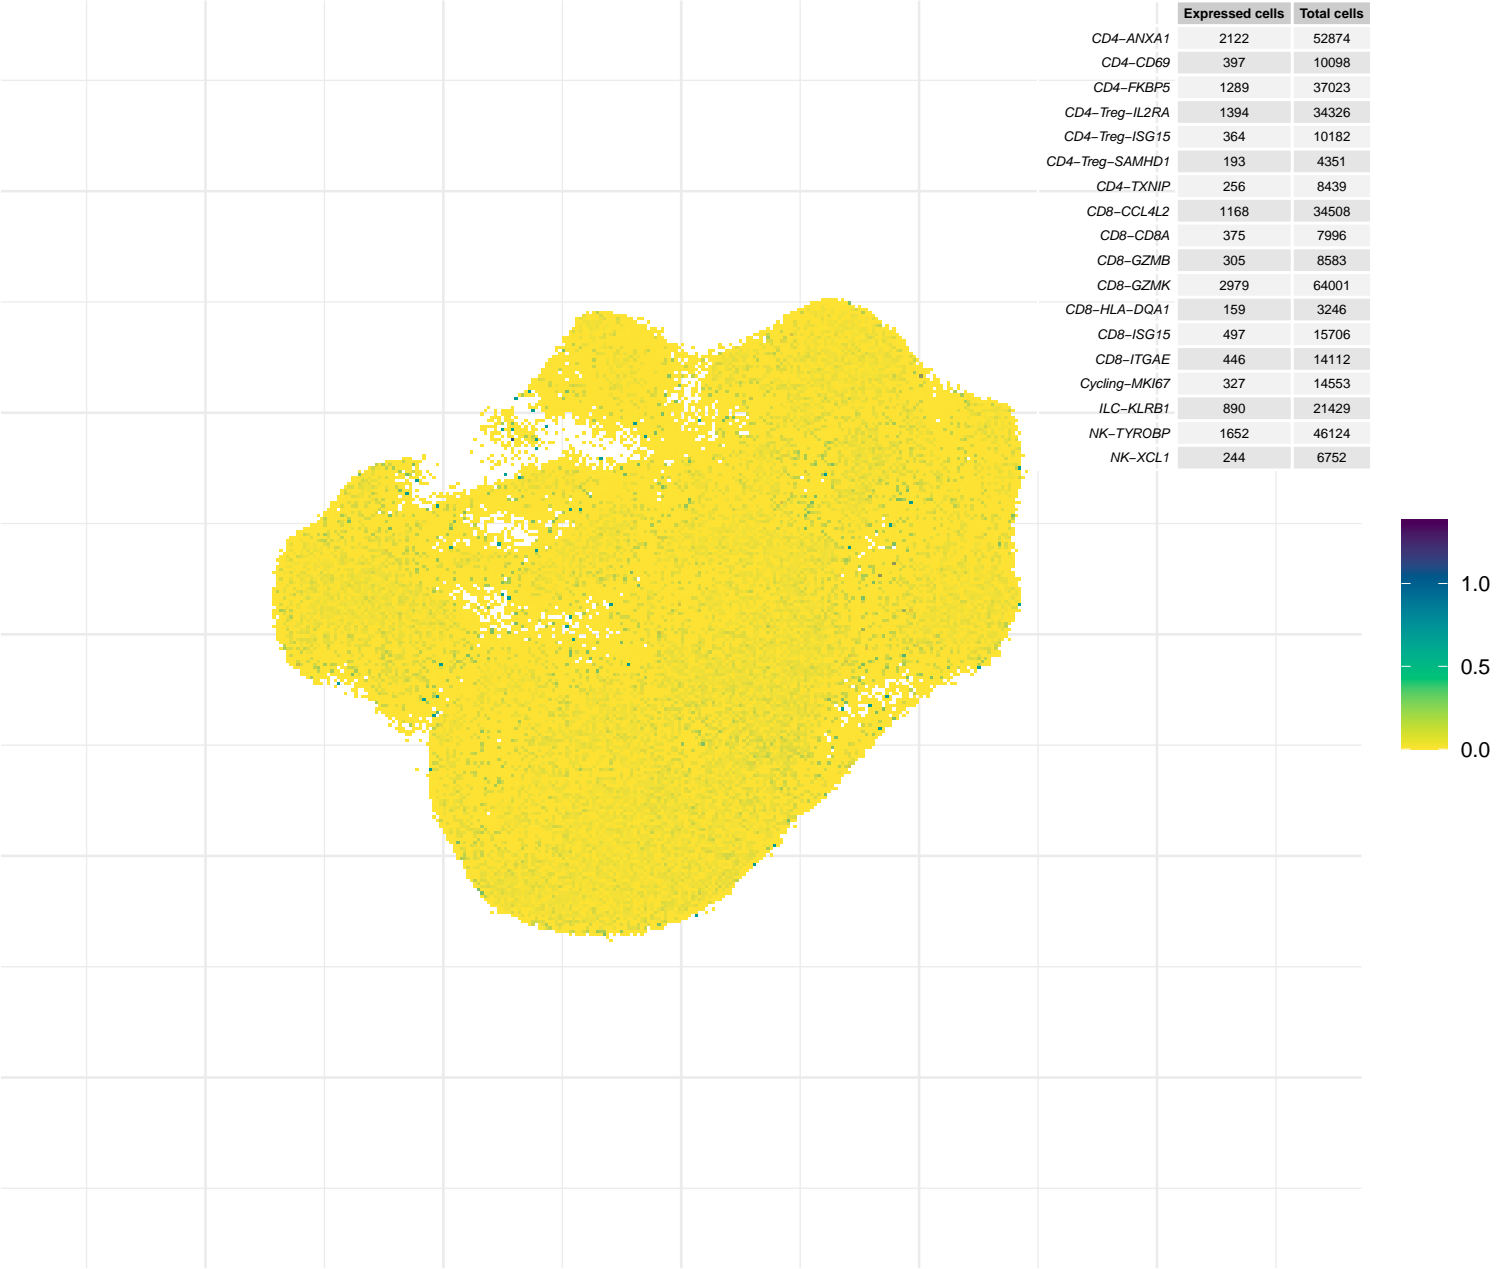 Expressed cells Total cells
CD4−ANXA1 2122 52874
CD4−CD69 397 10098
CD4−FKBP5 1289 37023
CD4−Treg−IL2RA 1394 34326
CD4−Treg−ISG15 364 10182
CD4−Treg−SAMHD1 193 4351
CD4−TXNIP 256 8439
CD8−CCL4L2 1168 34508
CD8−CD8A 375 7996
CD8−GZMB 305 8583
CD8−GZMK 2979 64001
CD8−HLA−DQA1 159 3246
CD8−ISG15 497 15706
CD8−ITGAE 446 14112
Cycling−MKI67 327 14553
ILC−KLRB1 890 21429
NK−TYROBP 1652 46124
NK−XCL1 244 6752
1.0
0.5
0.0